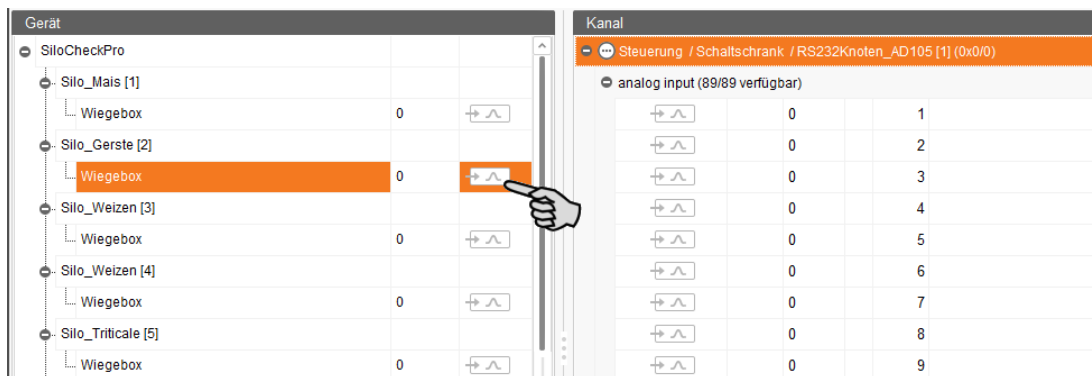 Gerät
SiloCheckPro
Silo_Mais [1]
Wiegebox 0
Silo_Gerste [2]
Wiegebox 0
Silo_Weizen [3]
Wiegebox 0
Silo_Weizen [4]
Wiegebox 0
Silo_Triticale [5]
Wiegebox 0
Kanal
Steuerung / Schaltschrank / RS232Knoten_AD105 [1] (0x0/0)
analog input (89/89 verfügbar)
0 1
0 2
0 3
0 4
0 5
0 6
0 7
0 8
0 9